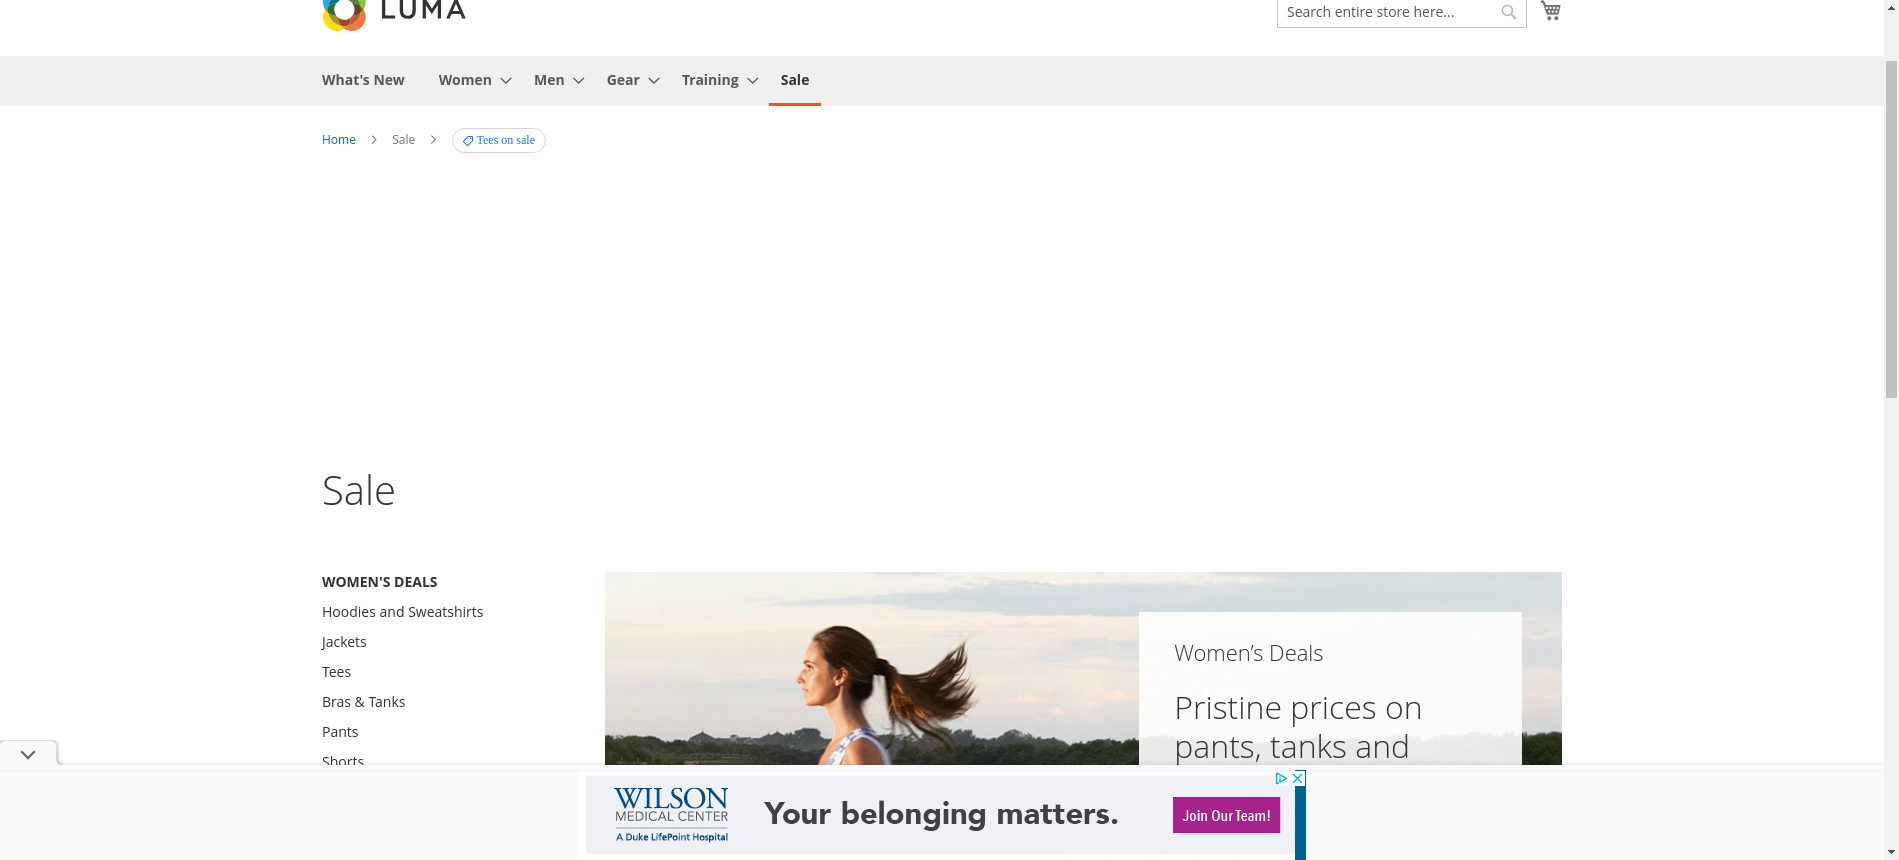 LUMA
Search entire store here...
What's New Women Men Gear Training Sale
Home Sale Tees on sale
Sale
WOMEN'S DEALS
Hoodies and Sweatshirts
Jackets
Tees
Bras & Tanks
Pants
Shorts
Women's Deals
Pristine prices on
pants, tanks and
WILSON
MEDICAL CENTER
A Duke LifePoint Hospital
Your belonging matters.
Join Our Team!